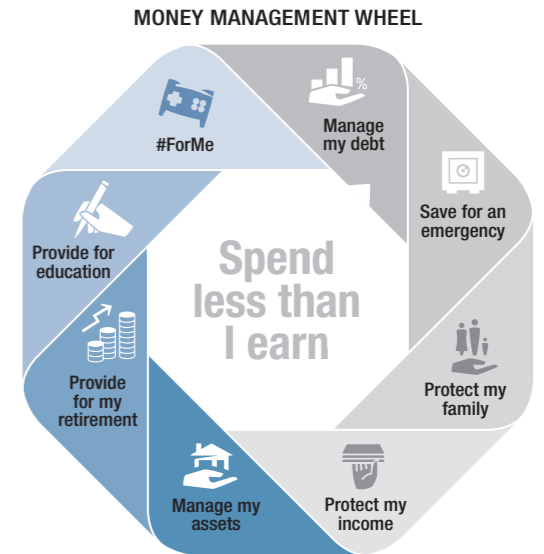 MONEY MANAGEMENT WHEEL
#ForMe
%
Manage
my debt
Save for an
emergency
Protect my
family
Protect my
income
Manage my
assets
Provide
for my
retirement
Provide for
education
Spend
less than
I earn